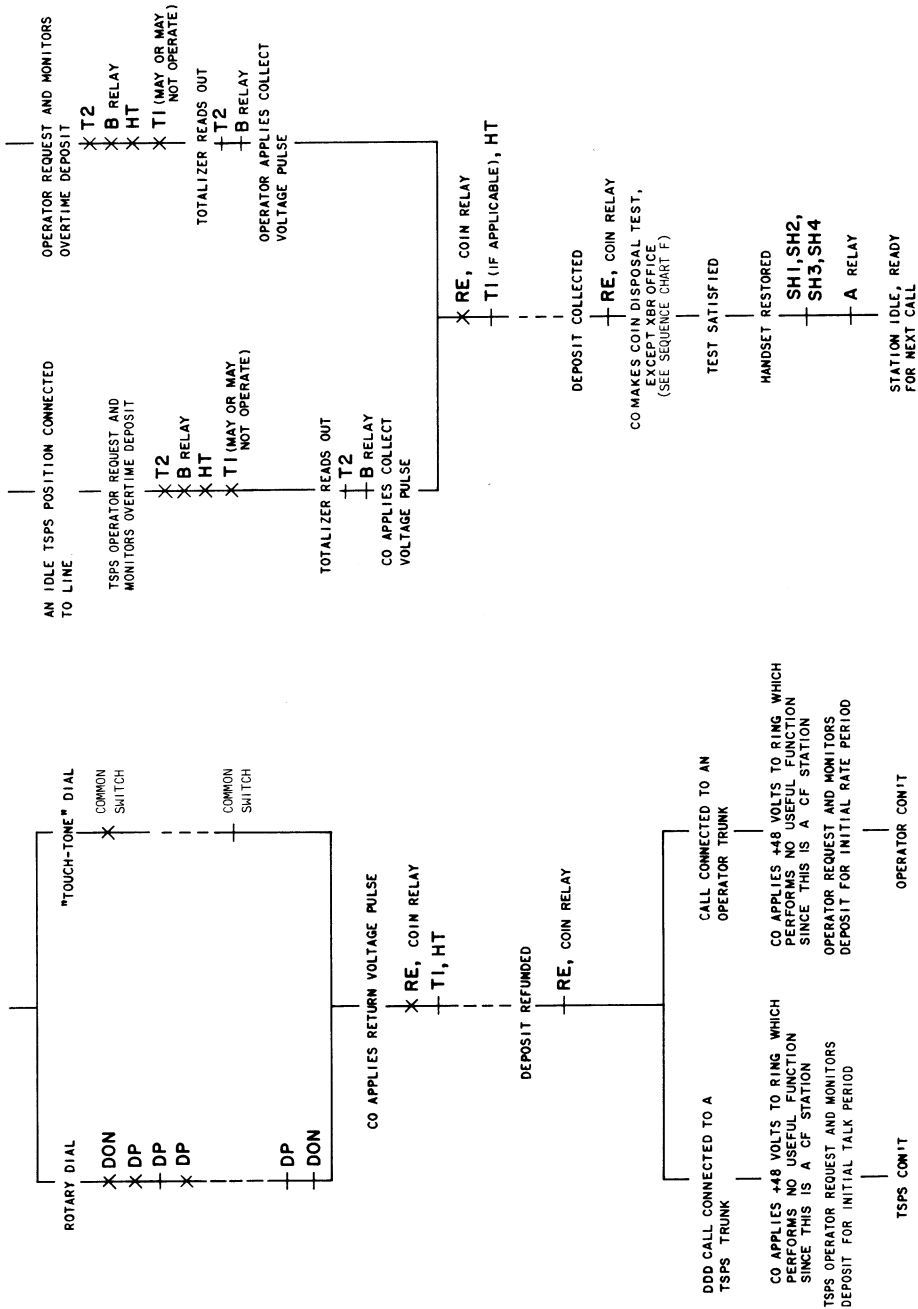 ROTARY DIAL
DON
DP
DP
DP
DP
DON
"TOUCH-TONE" DIAL
COMMON
SWITCH
COMMON
SWITCH
CO APPLIES RETURN VOLTAGE PULSE
RE, COIN RELAY
T1, HT
DEPOSIT REFUNDED
RE, COIN RELAY
DDD CALL CONNECTED TO A
TSPS TRUNK
CO APPLIES +48 VOLTS TO RING WHICH
PERFORMS NO USEFUL FUNCTION
SINCE THIS IS A CF STATION
TSPS OPERATOR REQUEST AND MONITORS
DEPOSIT FOR INITIAL TALK PERIOD
TSPS CON'T
CALL CONNECTED TO AN
OPERATOR TRUNK
CO APPLIES +48 VOLTS TO RING WHICH
PERFORMS NO USEFUL FUNCTION
SINCE THIS IS A CF STATION
OPERATOR REQUEST AND MONITORS
DEPOSIT FOR INITIAL RATE PERIOD
OPERATOR CON'T
AN IDLE TSPS POSITION CONNECTED
TO LINE
TSPS OPERATOR REQUEST AND
MONITORS OVERTIME DEPOSIT
T2
B RELAY
HT
T1 (MAY OR MAY
NOT OPERATE)
TOTALIZER READS OUT
T2
B RELAY
CO APPLIES COLLECT
VOLTAGE PULSE
OPERATOR REQUEST AND MONITORS
OVERTIME DEPOSIT
T2
B RELAY
HT
T1 (MAY OR MAY
NOT OPERATE)
TOTALIZER READS OUT
T2
B RELAY
OPERATOR APPLIES COLLECT
VOLTAGE PULSE
RE, COIN RELAY
T1 (IF APPLICABLE), HT
DEPOSIT COLLECTED
RE, COIN RELAY
CO MAKES COIN DISPOSAL TEST,
EXCEPT XBR OFFICE
(SEE SEQUENCE CHART F)
TEST SATISFIED
HANDSET RESTORED
SH1, SH2,
SH3, SH4
A RELAY
STATION IDLE, READY
FOR NEXT CALL